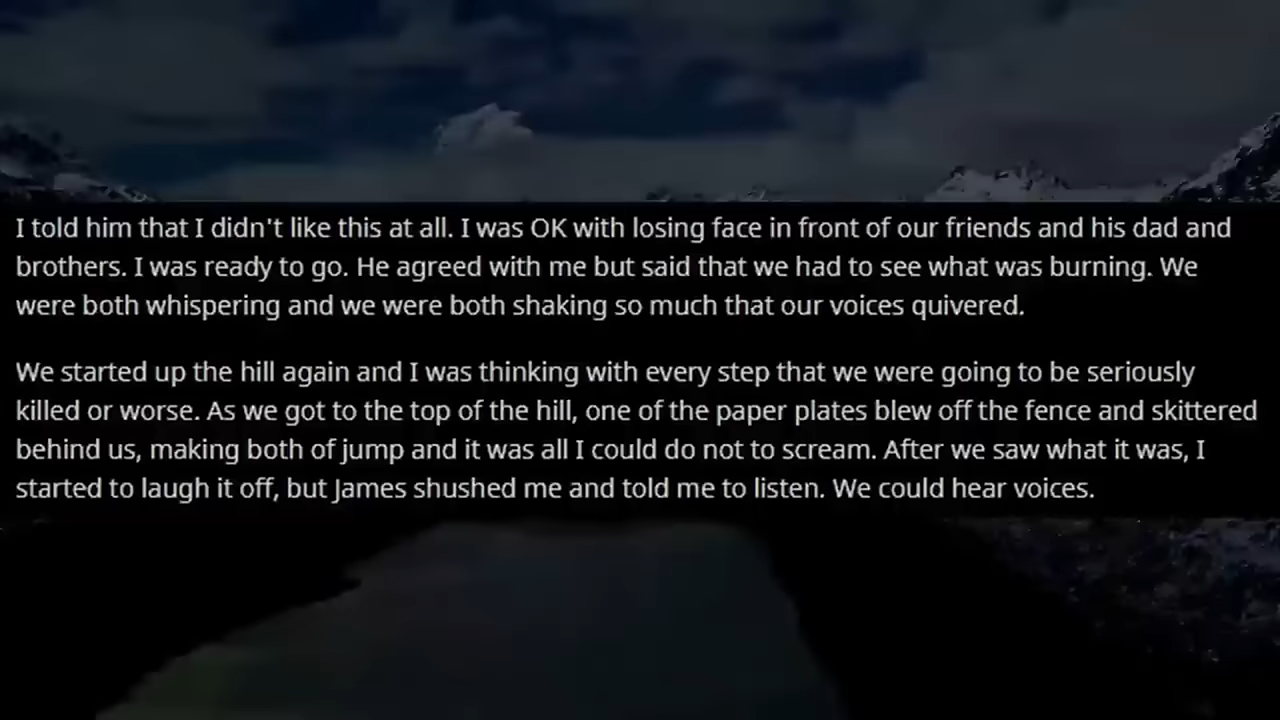 I told him that I didn't like this at all. I was OK with losing face in front of our friends and his dad and
brothers. I was ready to go. He agreed with me but said that we had to see what was burning. We
were both whispering and we were both shaking so much that our voices quivered.
We started up the hill again and I was thinking with every step that we were going to be seriously
killed or worse. As we got to the top of the hill, one of the paper plates blew off the fence and skittered
behind us, making both of jump and it was all I could do not to scream. After we saw what it was, I
started to laugh it off, but James shushed me and told me to listen. We could hear voices.